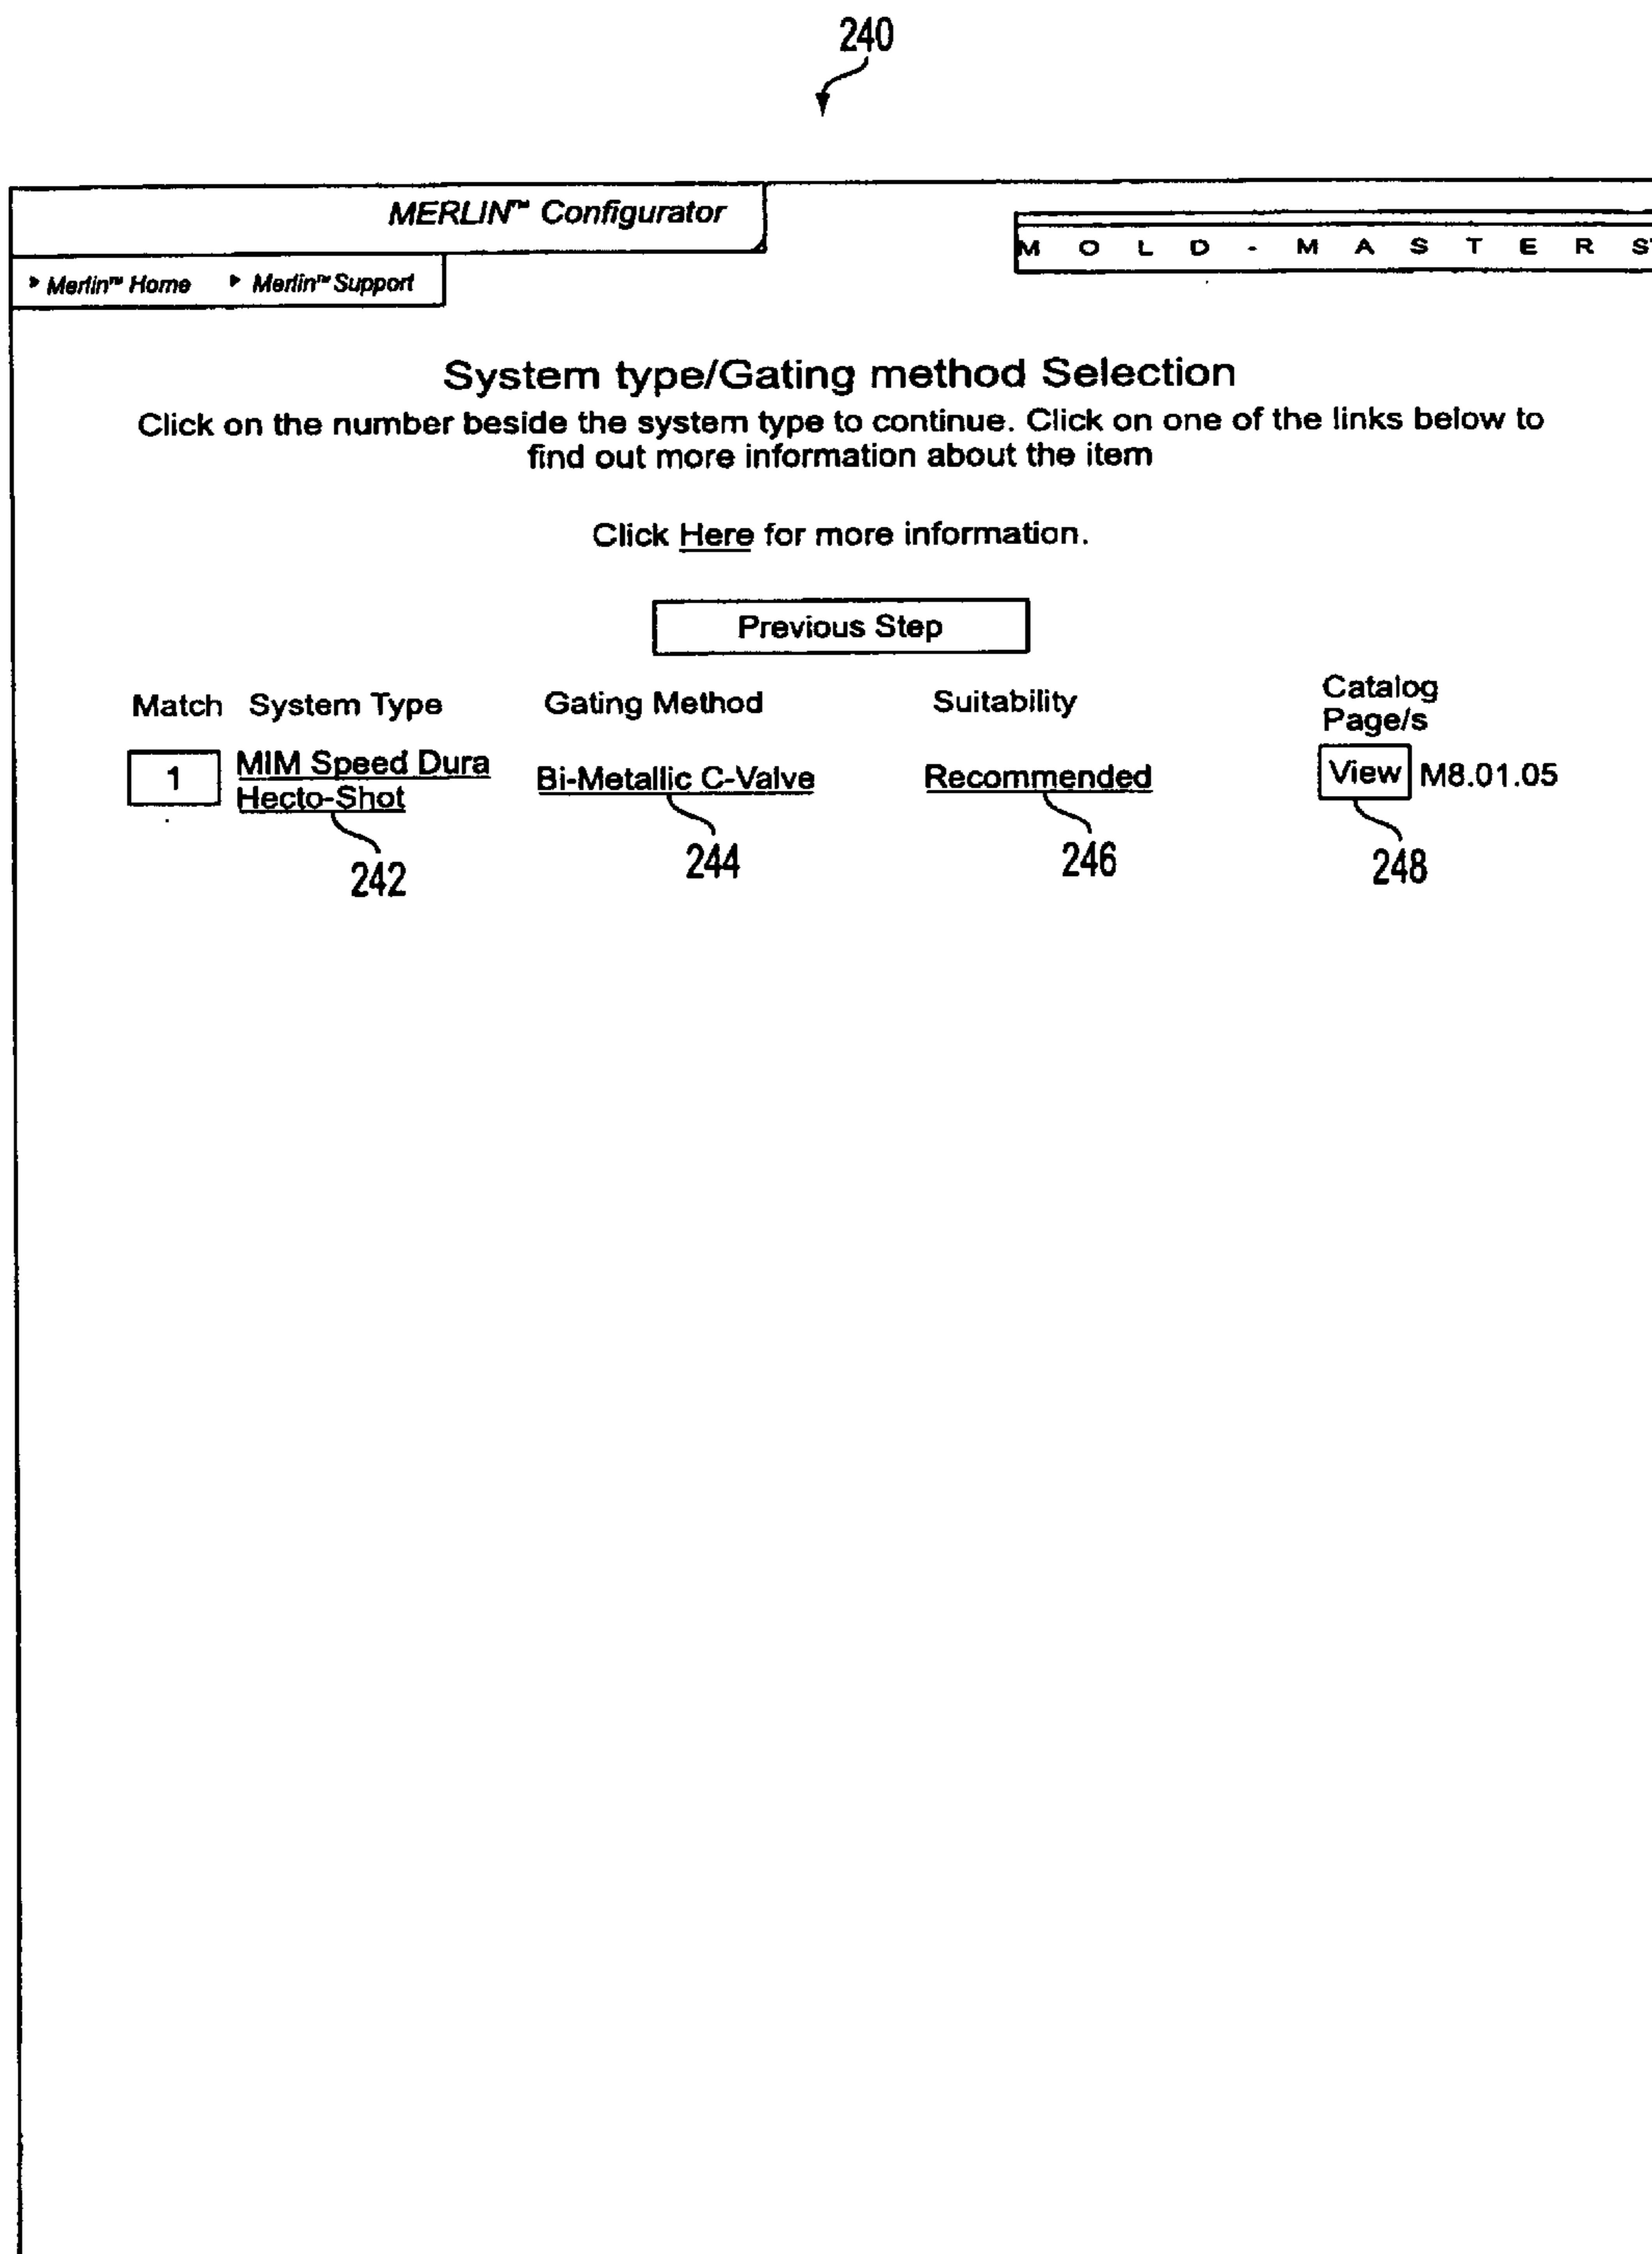 240
MERLIN™ Configurator
MOLD-MASTERS
▸ Merlin™ Home ▸ Merlin™ Support
System type/Gating method Selection
Click on the number beside the system type to continue. Click on one of the links below to
find out more information about the item
Click Here for more information.
Previous Step
Match System Type Gating Method Suitability Catalog
Page/s
1 MIM Speed Dura
Hecto-Shot
Bi-Metallic C-Valve Recommended View M8.01.05
242 244 246 248